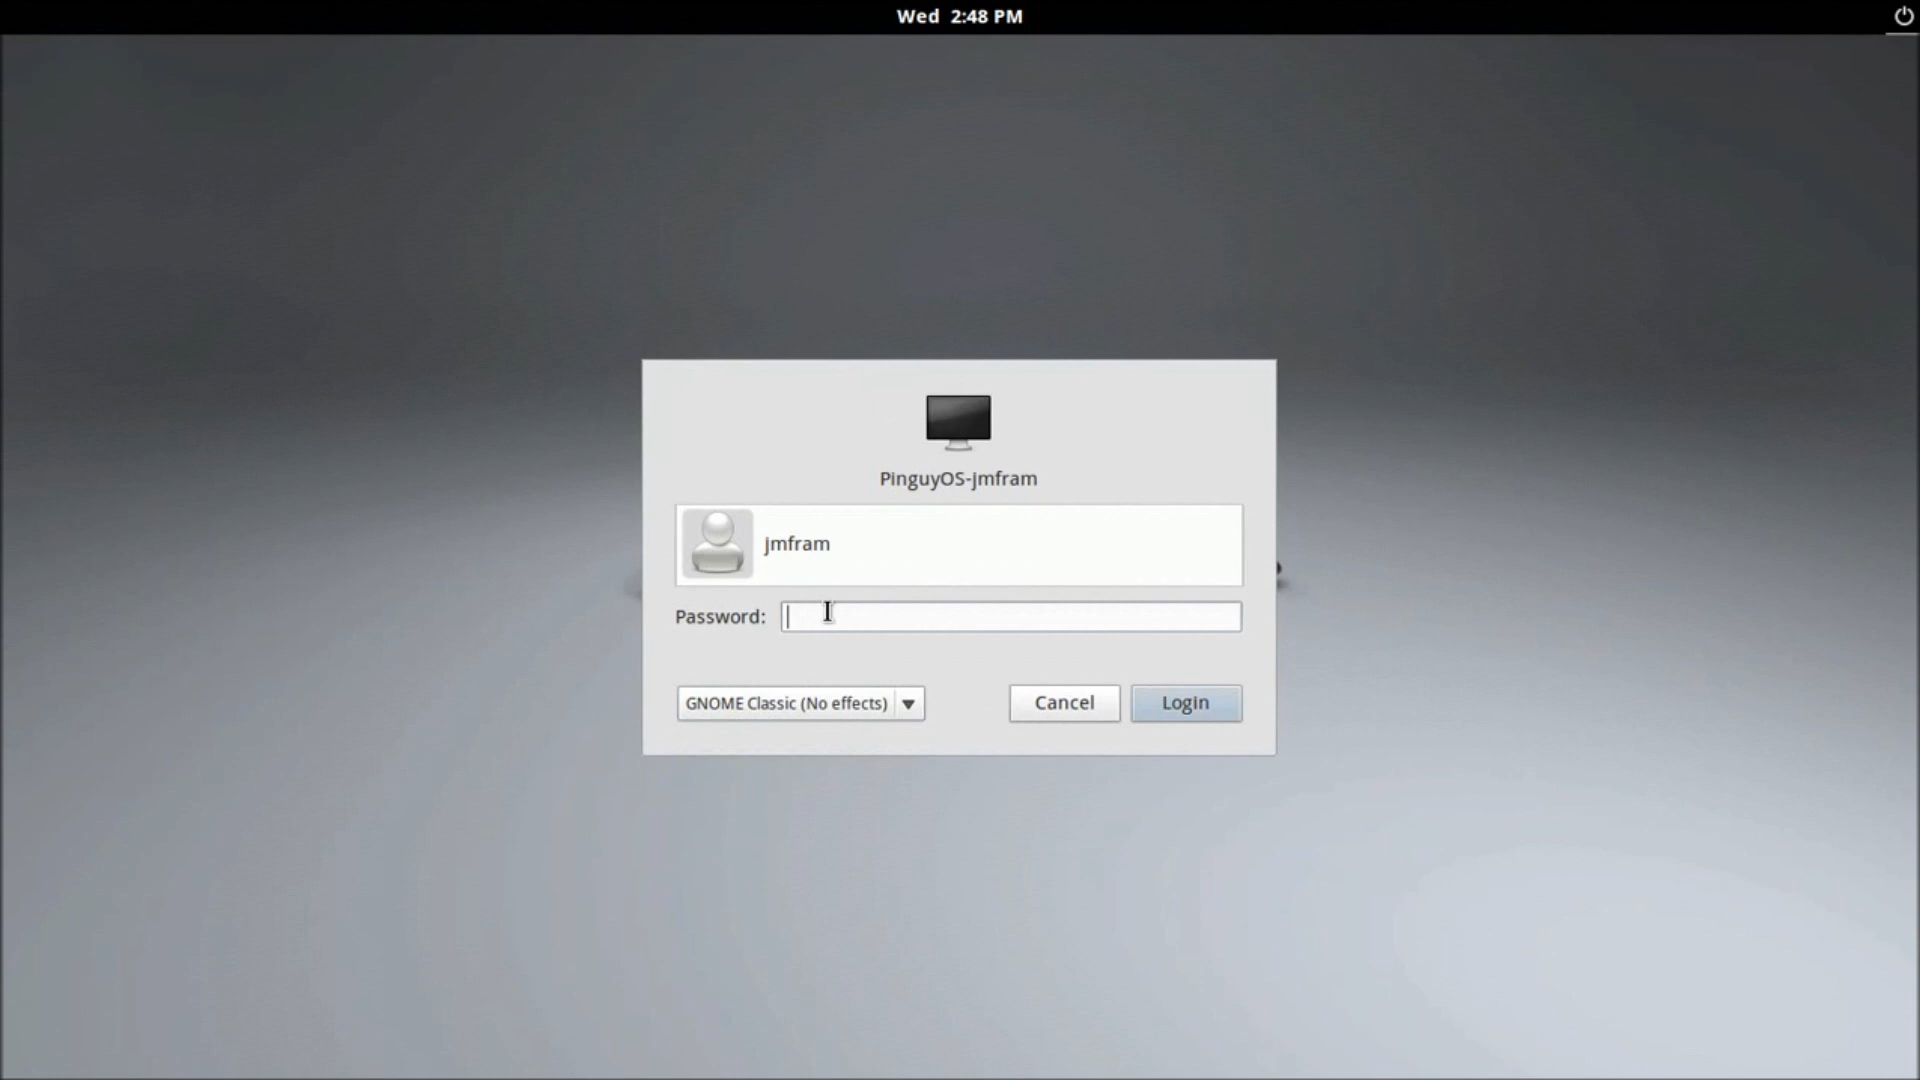 Wed 2:48 PM
PinguyOS-jmfram
jmfram
Password:
GNOME Classic (No effects)
Cancel
Login